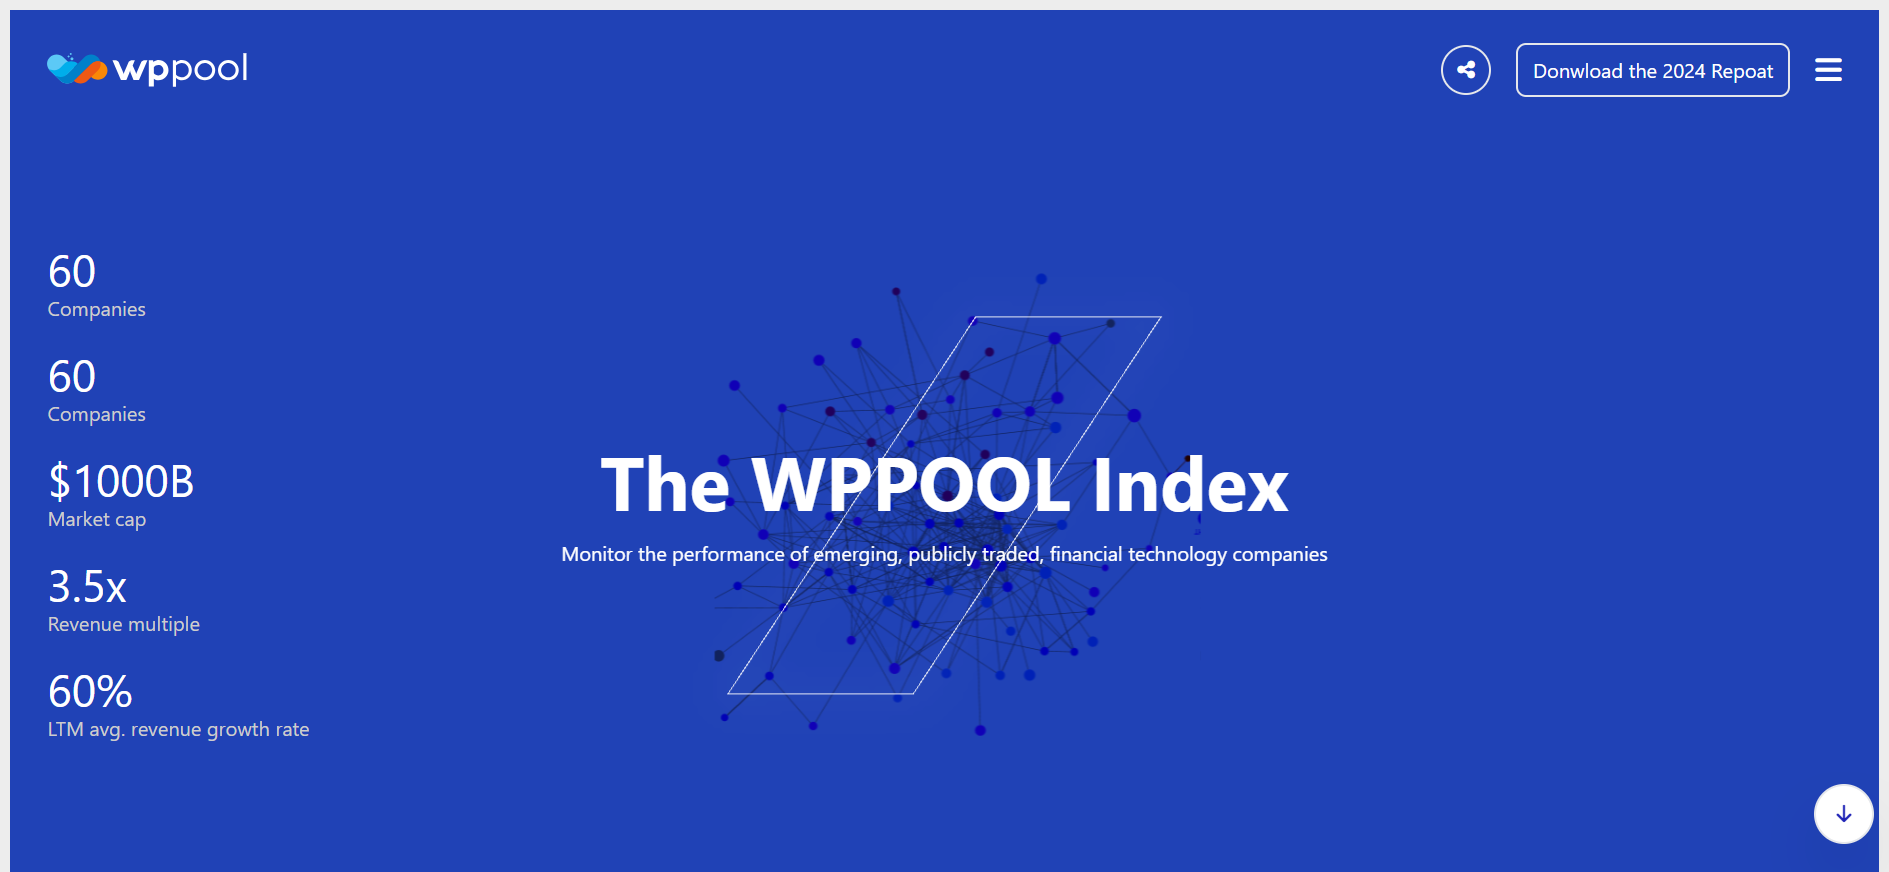 wppool
Donwload the 2024 Repoat
60
Companies
60
Companies
$1000B
Market cap
3.5x
Revenue multiple
60%
LTM avg. revenue growth rate
The WPPOOL Index
Monitor the performance of emerging, publicly traded, financial technology companies